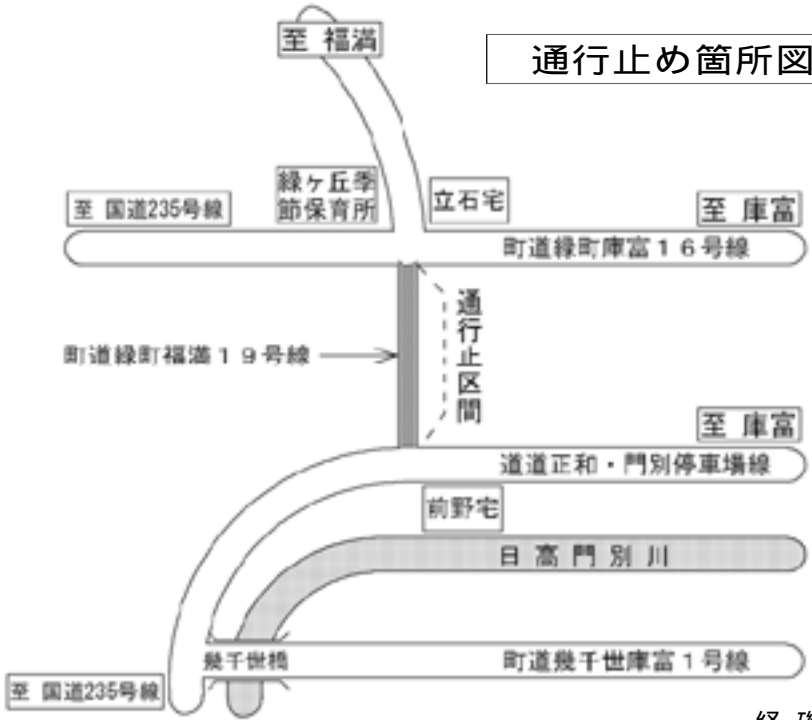 至 福満
通行止め箇所図
緑ヶ丘季
節保育所
立石宅
至 国道235号線
至 庫富
町道緑町庫富16号線
通行止区間
町道緑町福満19号線
至 庫富
道道正和・門別停車場線
前野宅
日高門別川
幾千世橋
町道幾千世庫富1号線
至 国道235号線